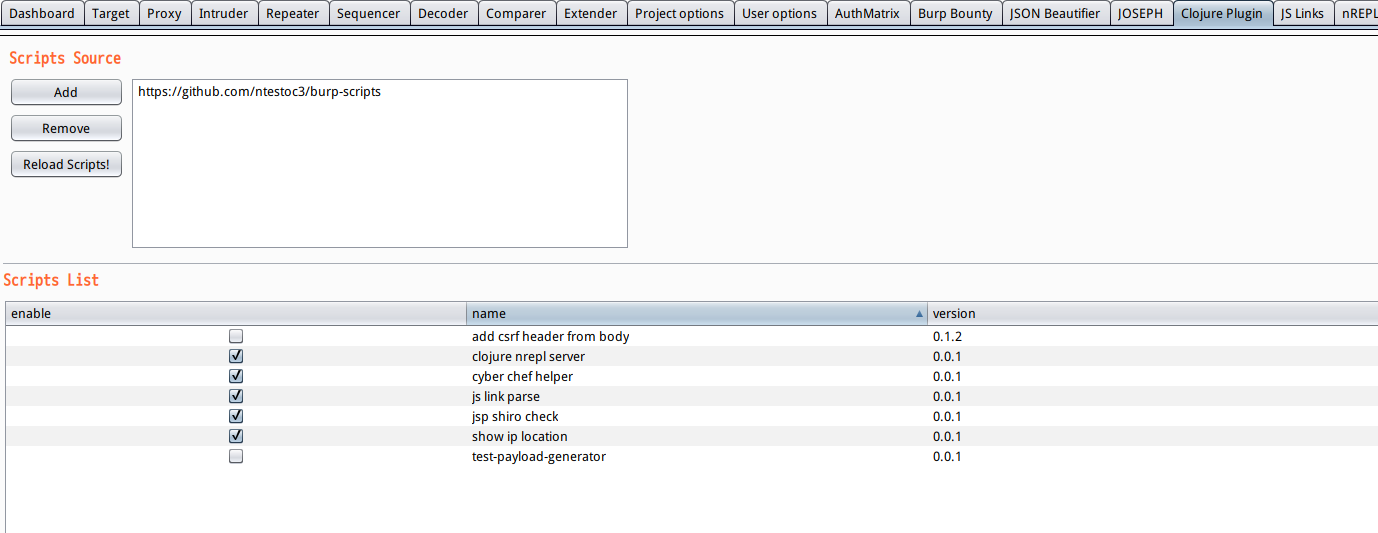 Dashboard Target Proxy Intruder Repeater Sequencer Decoder Comparer Extender Project options User options AuthMatrix Burp Bounty JSON Beautifier JOSEPH Clojure Plugin JS Links nREPL
Scripts Source
Add
https://github.com/ntestoc3/burp-scripts
Remove
Reload Scripts!
Scripts List
enable name version
add csrf header from body 0.1.2
clojure nrepl server 0.0.1
cyber chef helper 0.0.1
js link parse 0.0.1
jsp shiro check 0.0.1
show ip location 0.0.1
test-payload-generator 0.0.1